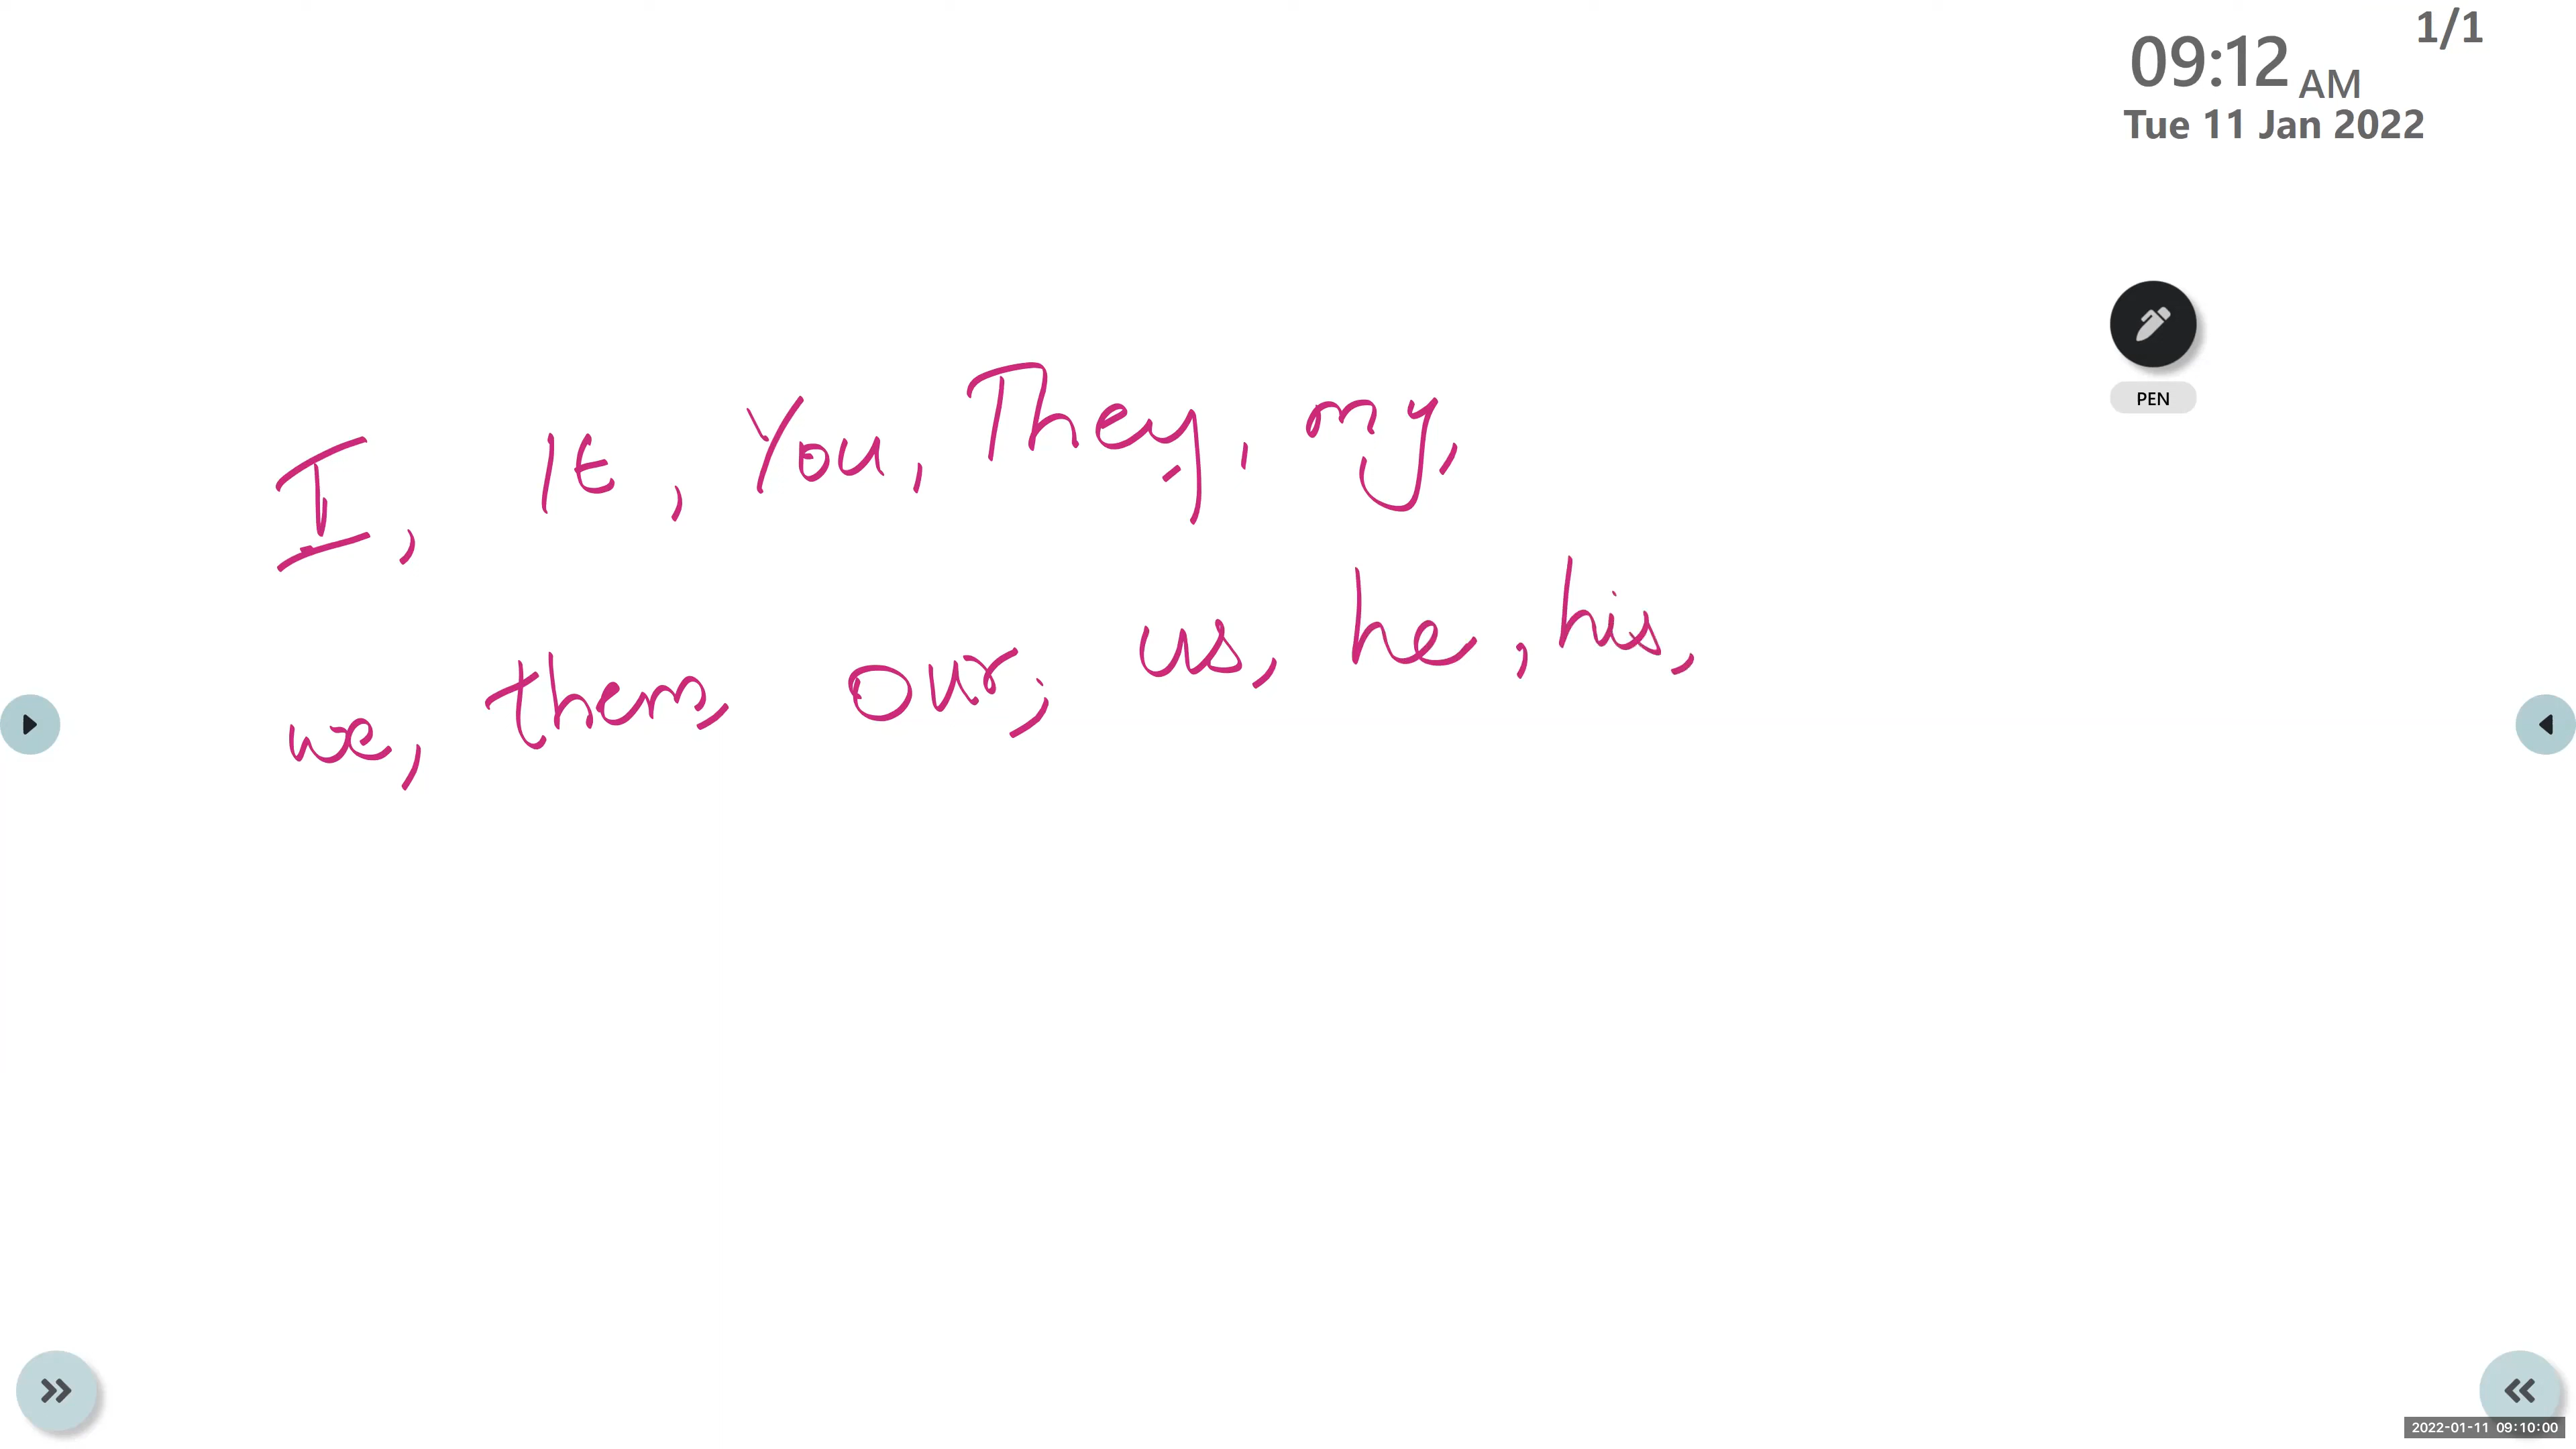 1/1
09:12 AM
Tue 11 Jan 2022
PEN
I, It, You, They, my,
we, them, our, us, he, his,
2022-01-11 09:10:00